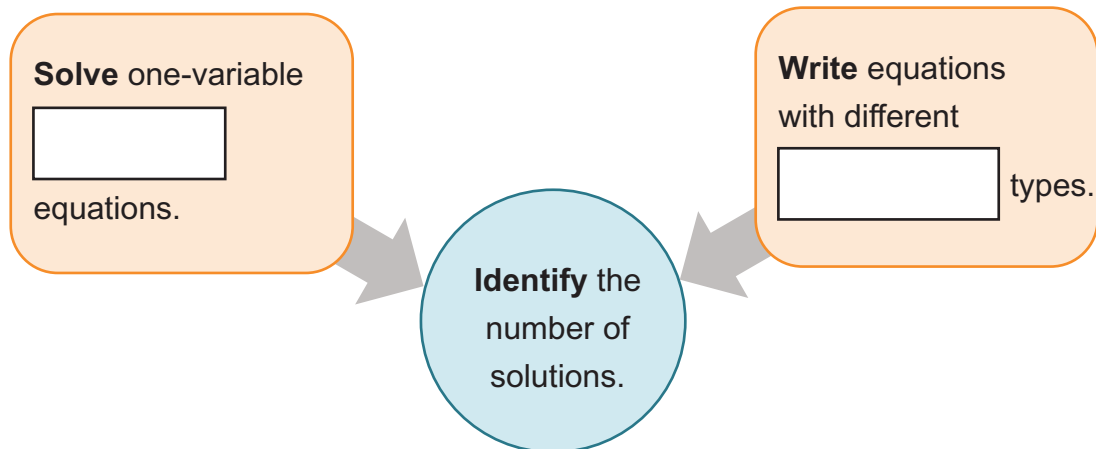 Solve one-variable
equations.
Write equations
with different
types.
Identify the
number of
solutions.